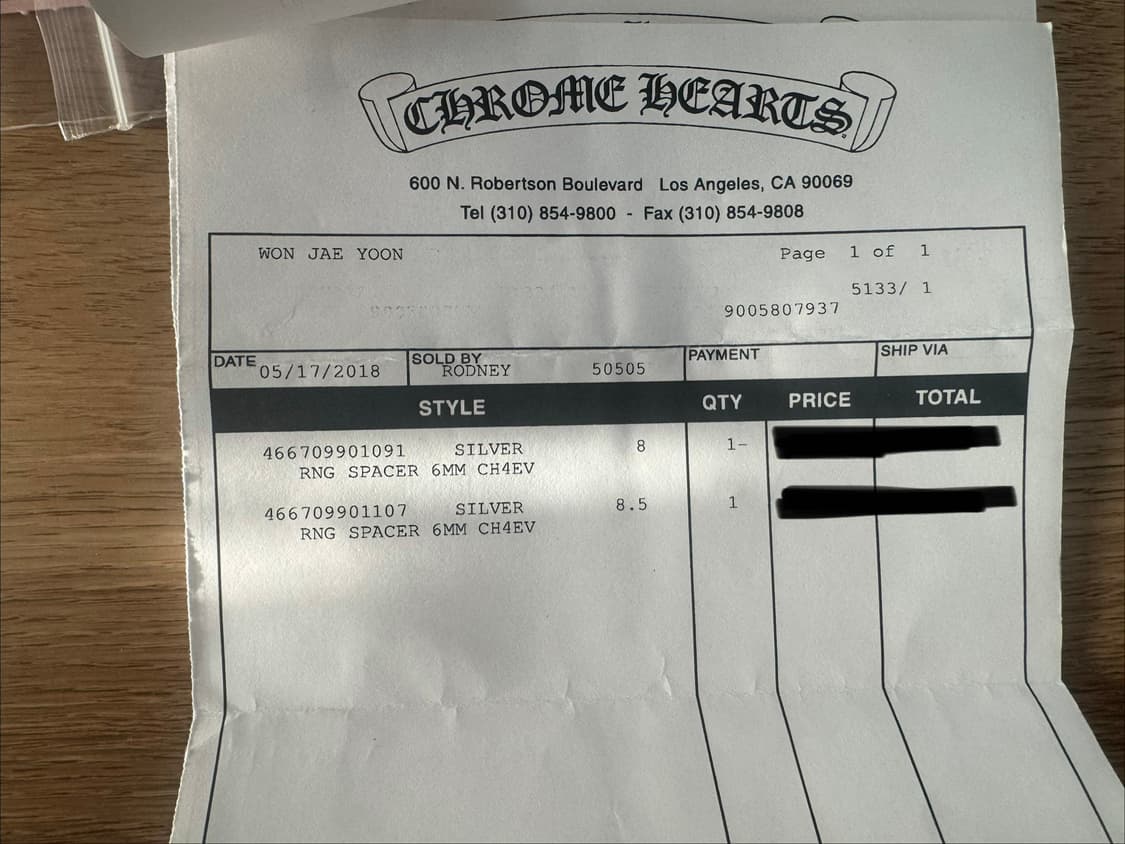 CHROME HEARTS
600 N. Robertson Boulevard Los Angeles, CA 90069
Tel (310) 854-9800 - Fax (310) 854-9808
WON JAE YOON Page 1 of 1
5133/ 1
9005807937
DATE 05/17/2018 SOLD BY RODNEY 50505 PAYMENT SHIP VIA
STYLE QTY PRICE TOTAL
466709901091 SILVER 8 1-
RNG SPACER 6MM CH4EV
466709901107 SILVER 8.5 1
RNG SPACER 6MM CH4EV